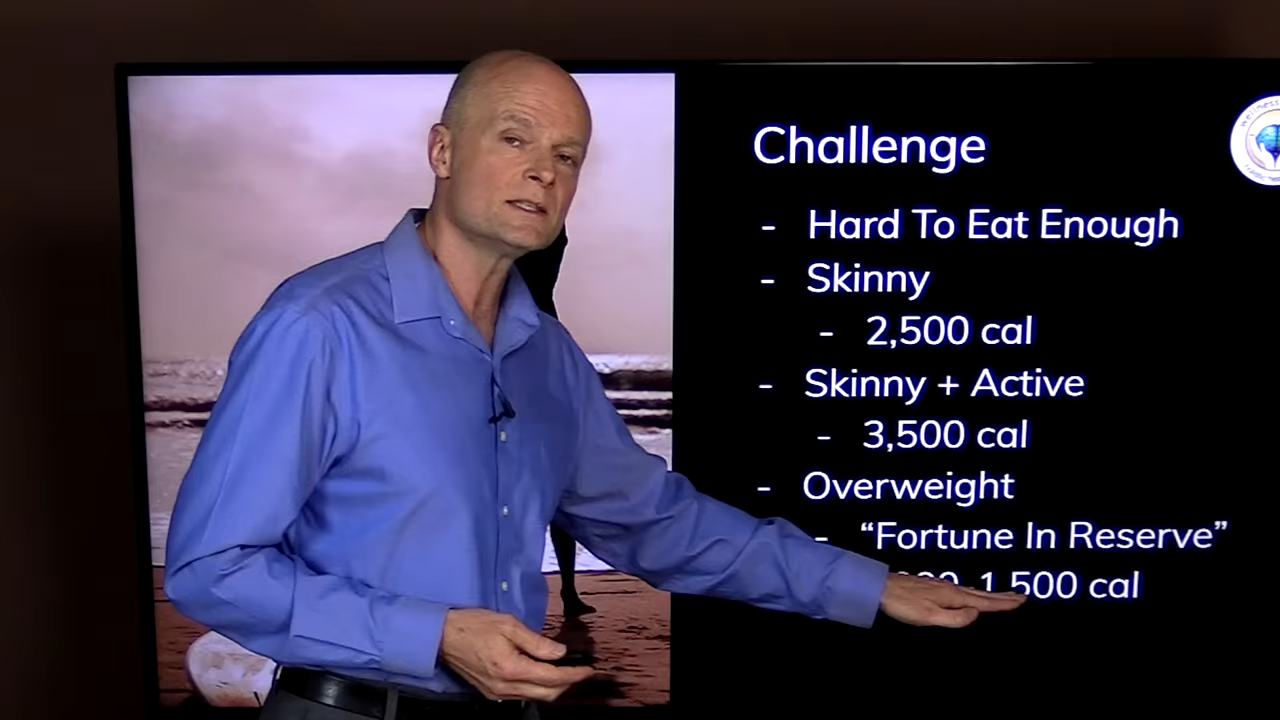 Challenge
- Hard To Eat Enough
- Skinny
- 2,500 cal
- Skinny + Active
- 3,500 cal
- Overweight
- “Fortune In Reserve”
1,500 cal
Wellness